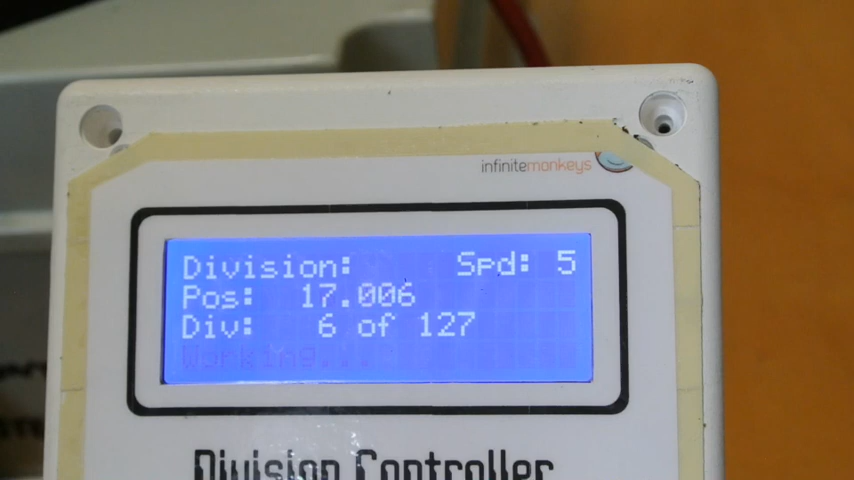 infinitemonkeys
Division: Spd: 5
Pos: 17.006
Div: 6 of 127
Working...
Division Controller